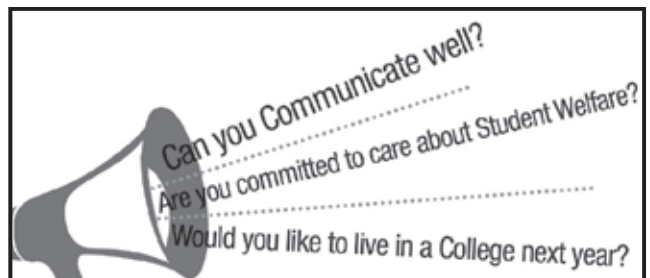 Can you Communicate well?
Are you committed to care about Student Welfare?
Would you like to live in a College next year?